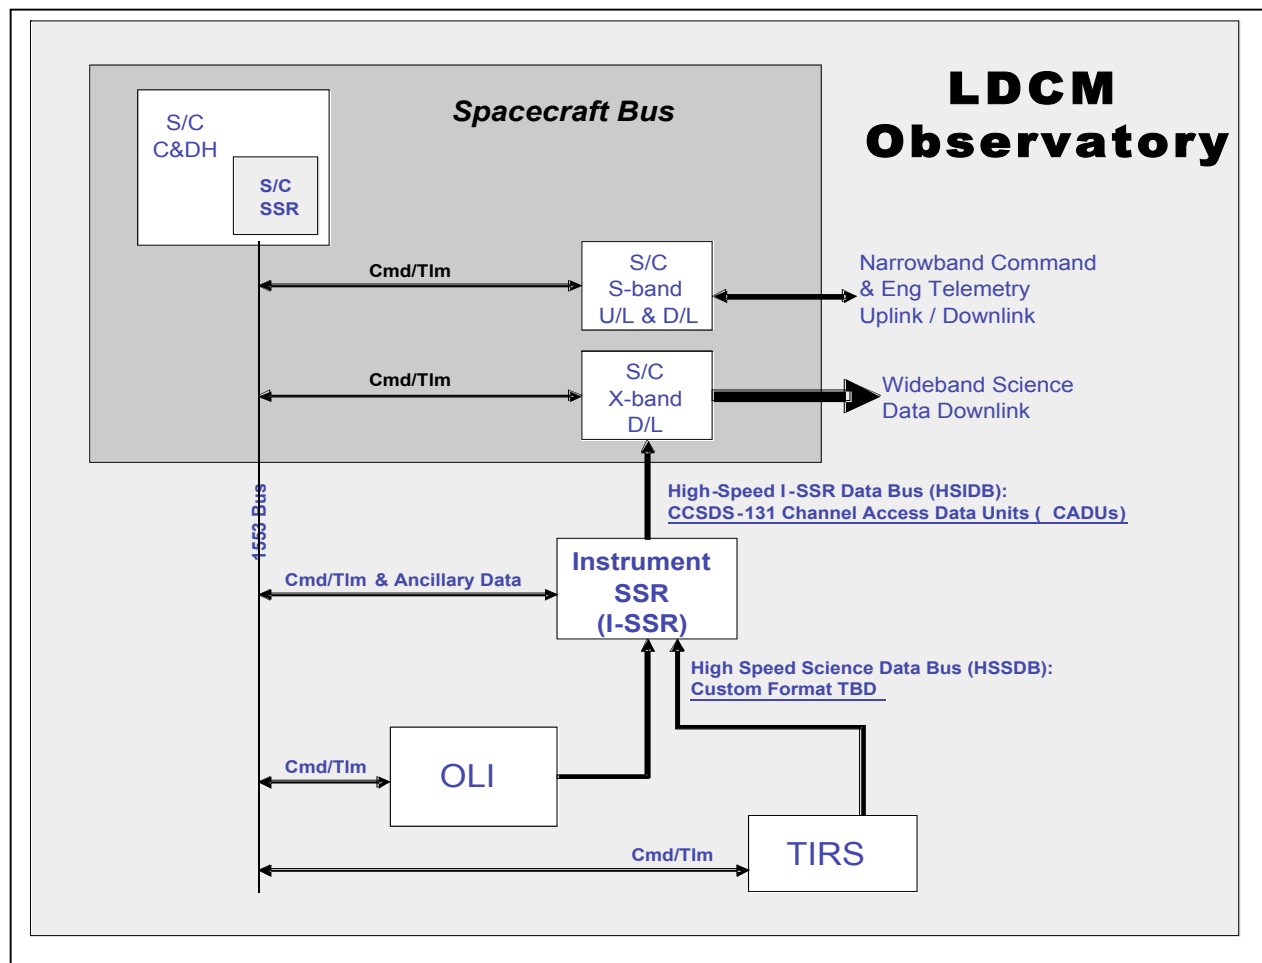 LDCM
Observatory
Spacecraft Bus
S/C
C&DH
S/C
SSR
Cmd/Tlm
S/C
S-band
U/L & D/L
Narrowband Command
& Eng Telemetry
Uplink / Downlink
Cmd/Tlm
S/C
X-band
D/L
Wideband Science
Data Downlink
1553 Bus
High-Speed I-SSR Data Bus (HSIDB):
CCSDS-131 Channel Access Data Units ( CADUs)
Cmd/Tlm & Ancillary Data
Instrument
SSR
(I-SSR)
High Speed Science Data Bus (HSSDB):
Custom Format TBD
Cmd/Tlm
OLI
Cmd/Tlm
TIRS